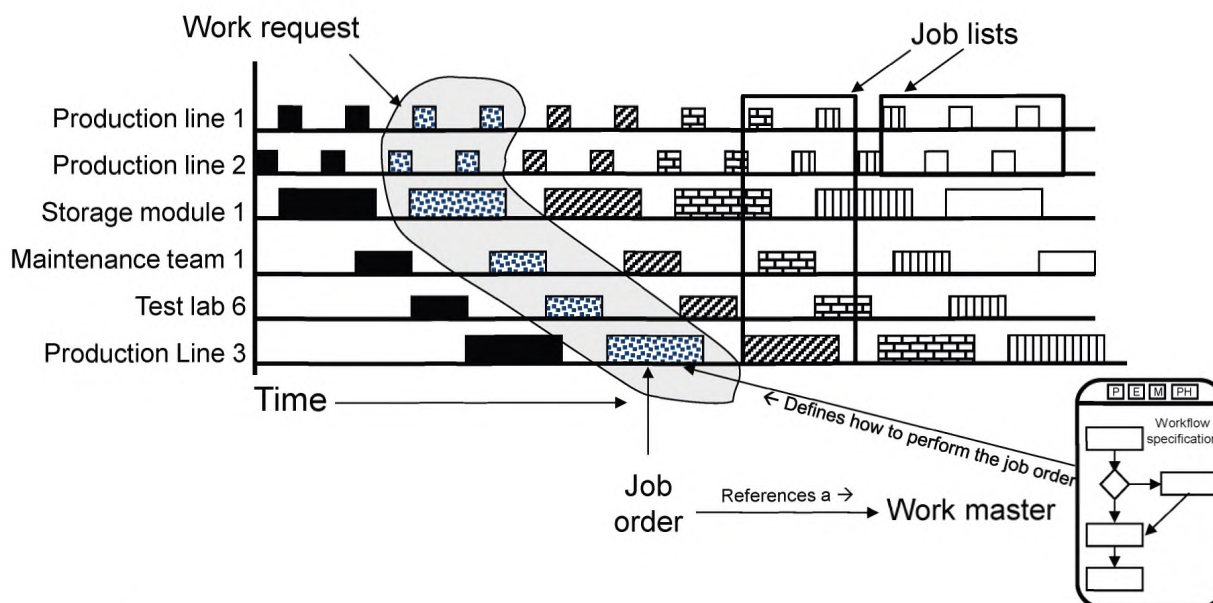 Work request
Job lists
Production line 1
Production line 2
Storage module 1
Maintenance team 1
Test lab 6
Production Line 3
Time
← Defines how to perform the job order
P E M PH
Workflow
specification
Job
order
References a →
Work master